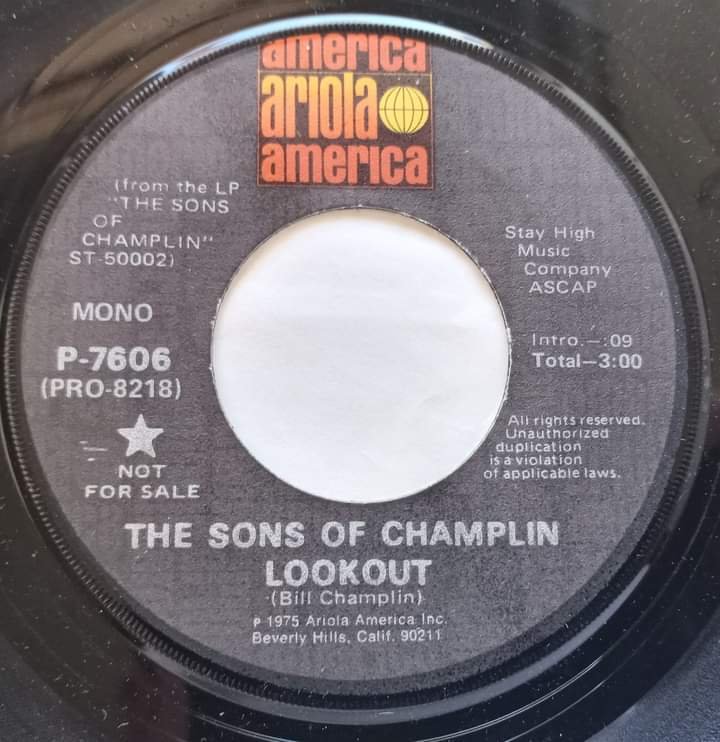 america
ariola
america
(from the LP
"THE SONS
OF
CHAMPLIN"
ST-50002)
MONO
P-7606
(PRO-8218)
NOT
FOR SALE
Stay High
Music
Company
ASCAP
Intro.—:09
Total—3:00
All rights reserved.
Unauthorized
duplication
is a violation
of applicable laws.
THE SONS OF CHAMPLIN
LOOKOUT
(Bill Champlin)
℗ 1975 Ariola America Inc.
Beverly Hills, Calif. 90211